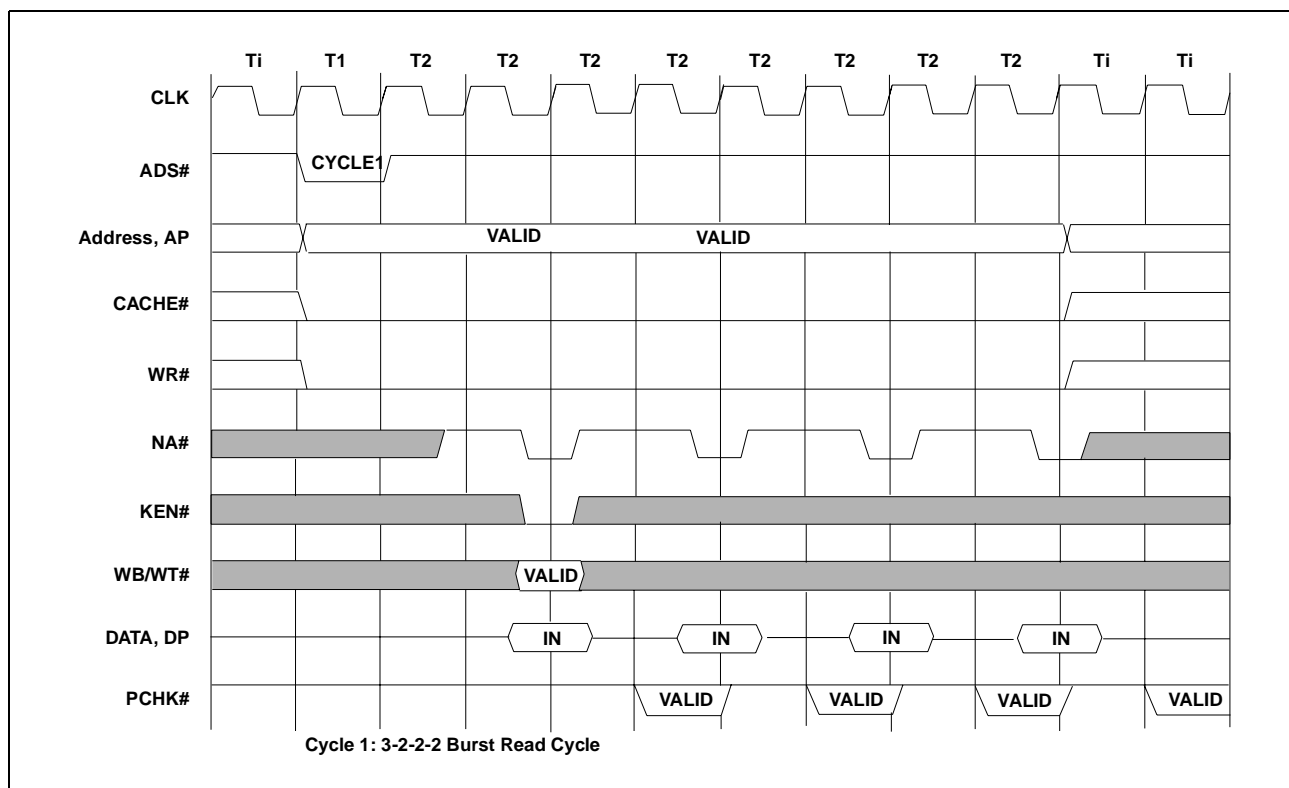 Ti T1 T2 T2 T2 T2 T2 T2 T2 T2 Ti Ti
CLK
ADS# CYCLE1
Address, AP VALID VALID
CACHE#
WR#
NA#
KEN#
WB/WT# VALID
DATA, DP IN IN IN IN
PCHK# VALID VALID VALID VALID
Cycle 1: 3-2-2-2 Burst Read Cycle